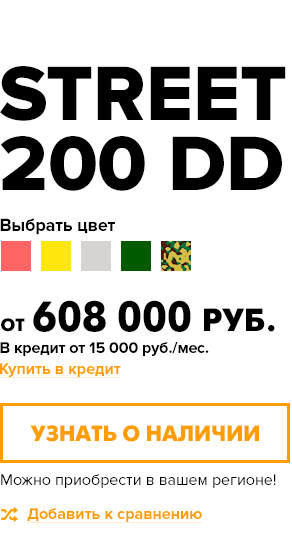 STREET
200 DD
Выбрать цвет
от 608 000 РУБ.
В кредит от 15 000 руб./мес.
Купить в кредит
УЗНАТЬ О НАЛИЧИИ
Можно приобрести в вашем регионе!
Добавить к сравнению